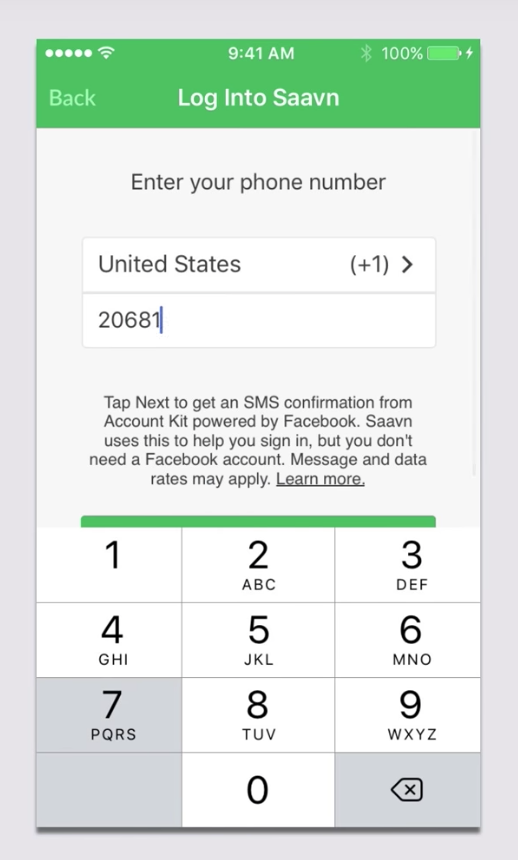 9:41 AM 100%
Back Log Into Saavn
Enter your phone number
United States (+1)
20681
Tap Next to get an SMS confirmation from
Account Kit powered by Facebook. Saavn
uses this to help you sign in, but you don't
need a Facebook account. Message and data
rates may apply. Learn more.
1 2 3
ABC DEF
4 5 6
GHI JKL MNO
7 8 9
PQRS TUV WXYZ
0